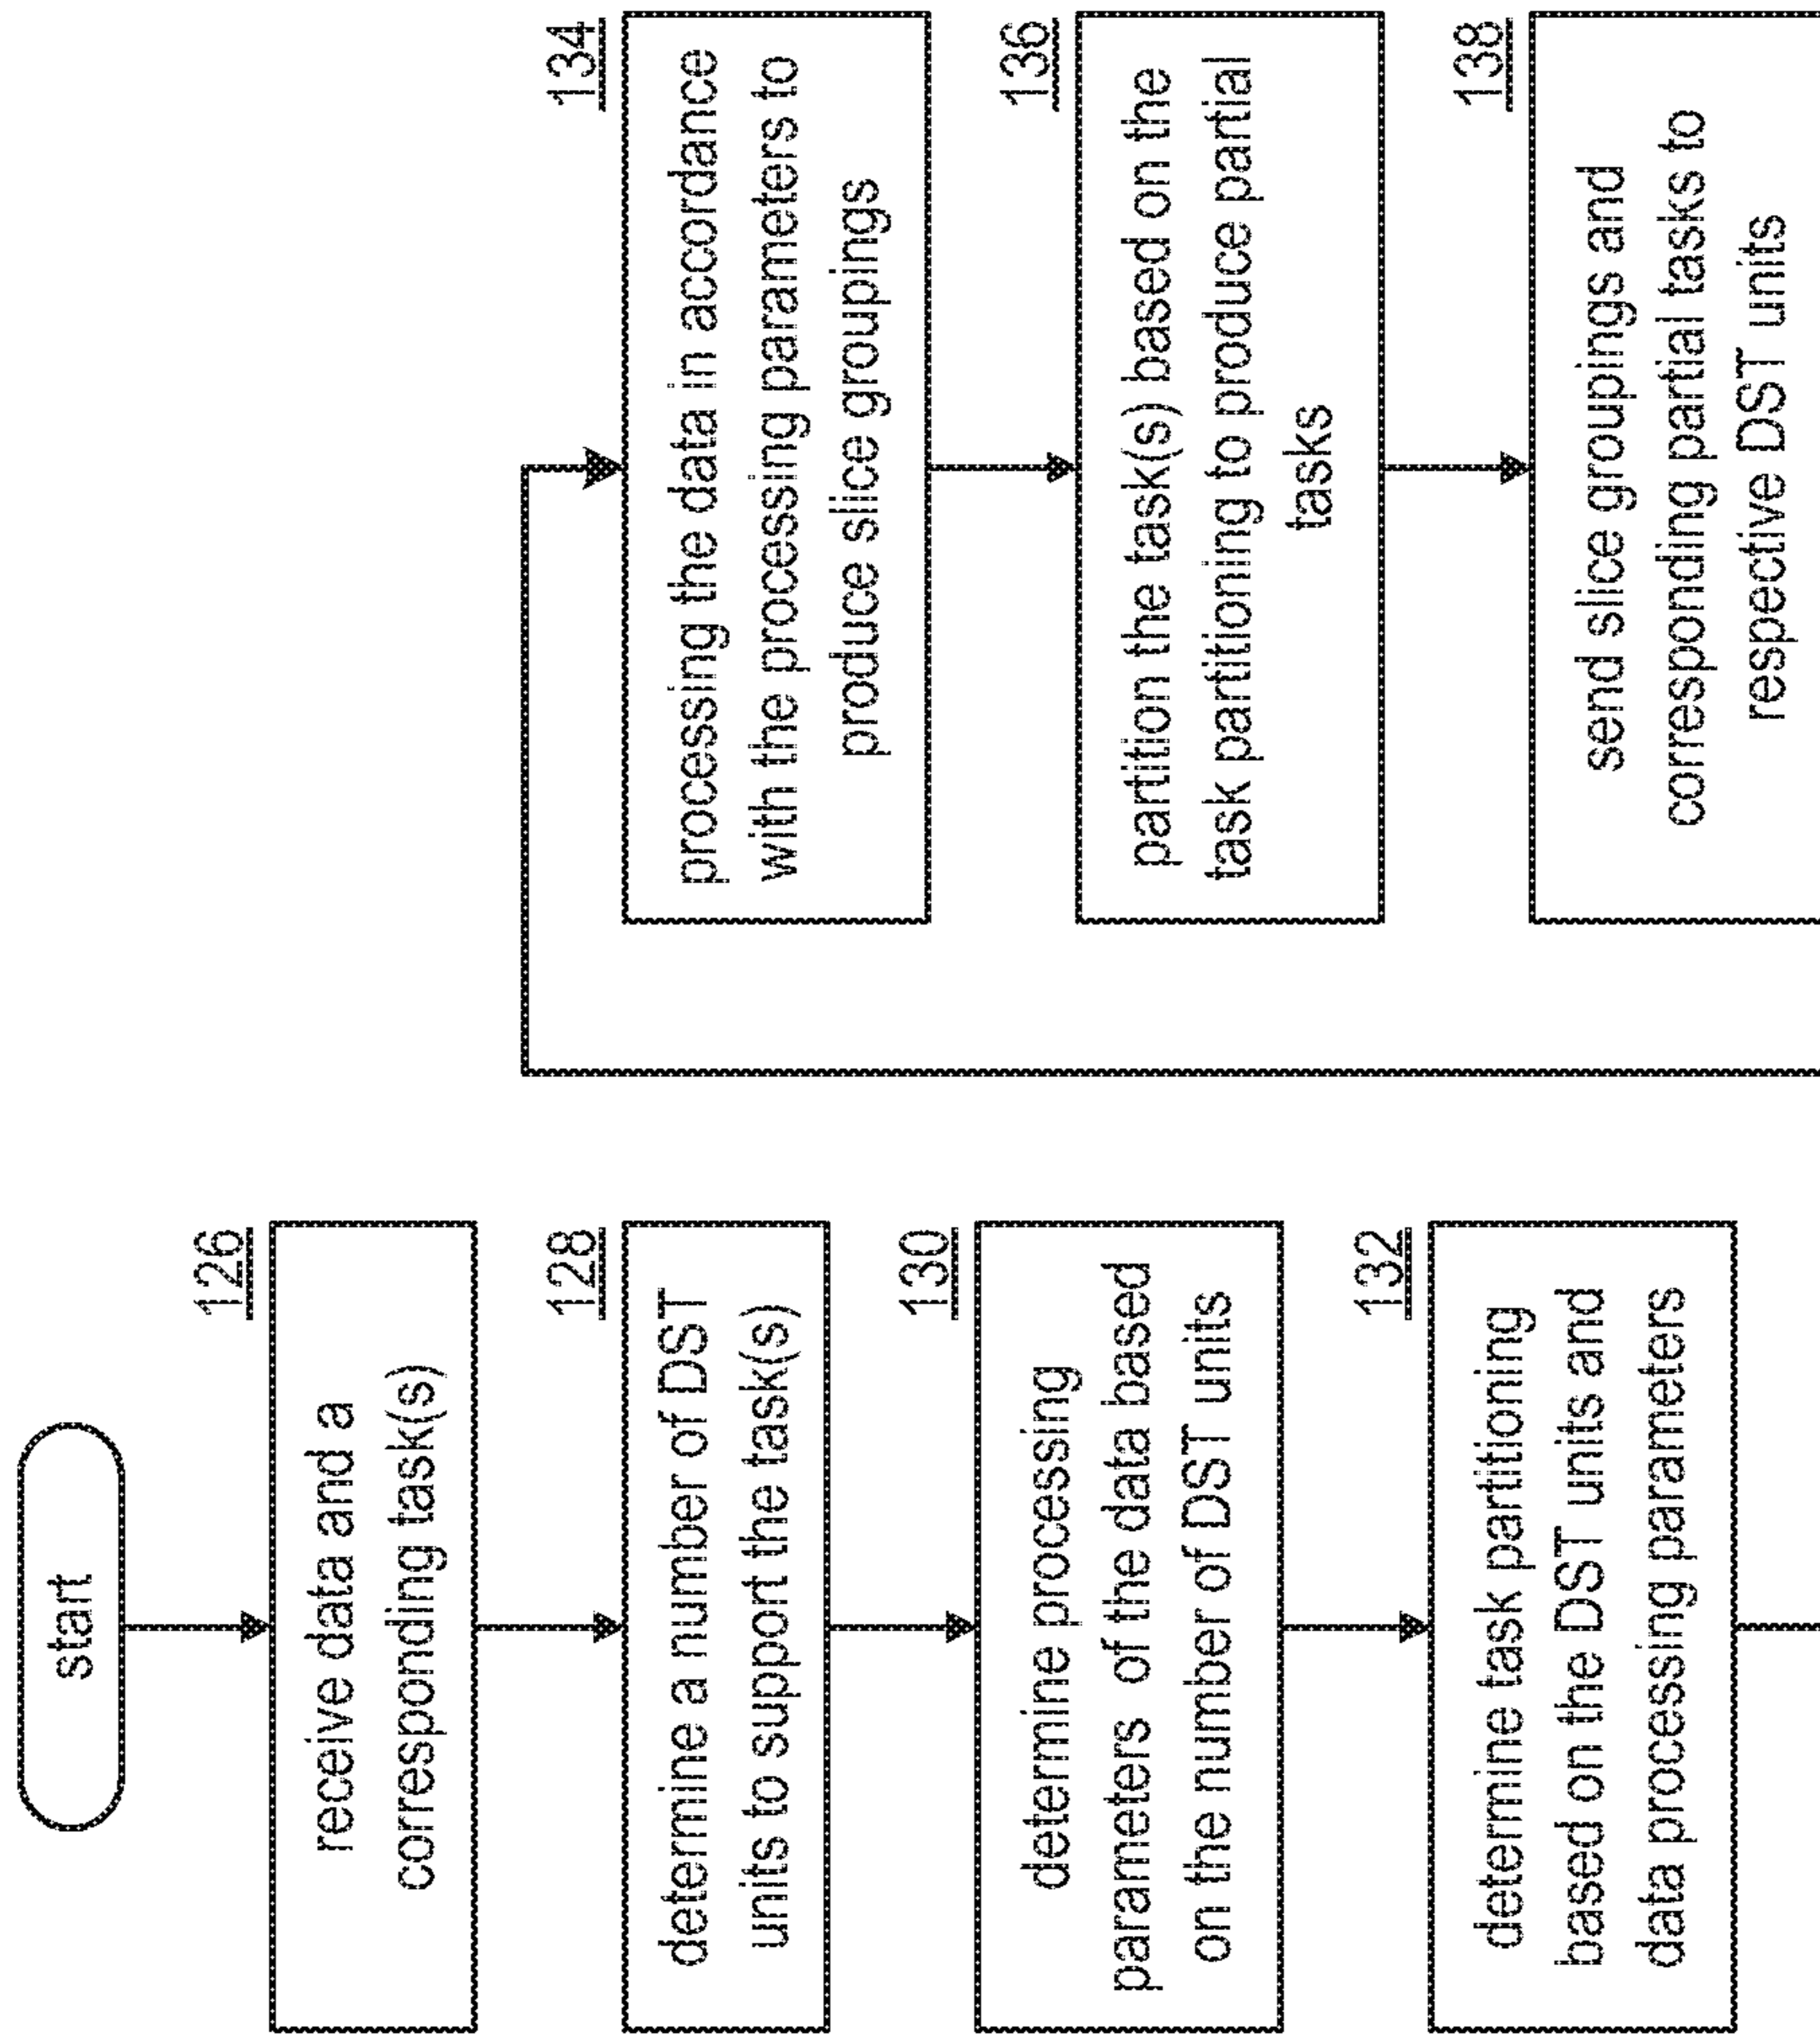 start
126
receive data and a
corresponding task(s)
128
determine a number of DST
units to support the task(s)
130
determine processing
parameters of the data based
on the number of DST units
132
determine task partitioning
based on the DST units and
data processing parameters
134
processing the data in accordance
with the processing parameters to
produce slice groupings
136
partition the task(s) based on the
task partitioning to produce partial
tasks
138
send slice groupings and
corresponding partial tasks to
respective DST units